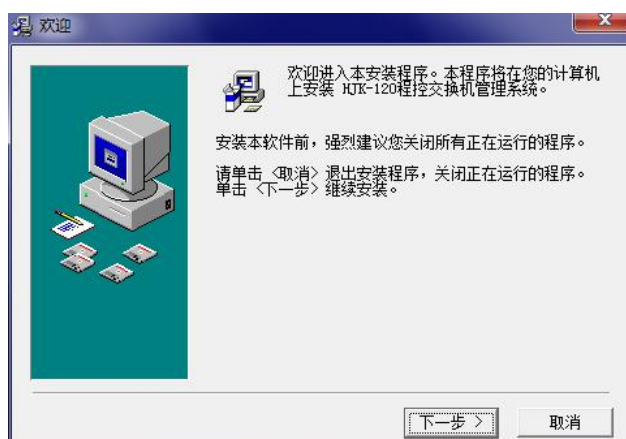 欢迎
欢迎进入本安装程序。本程序将在您的计算机
上安装 HJK-120程控交换机管理系统。
安装本软件前，强烈建议您关闭所有正在运行的程序。
请单击〈取消〉退出安装程序，关闭正在运行的程序。
单击〈下一步〉继续安装。
下一步 >
取消